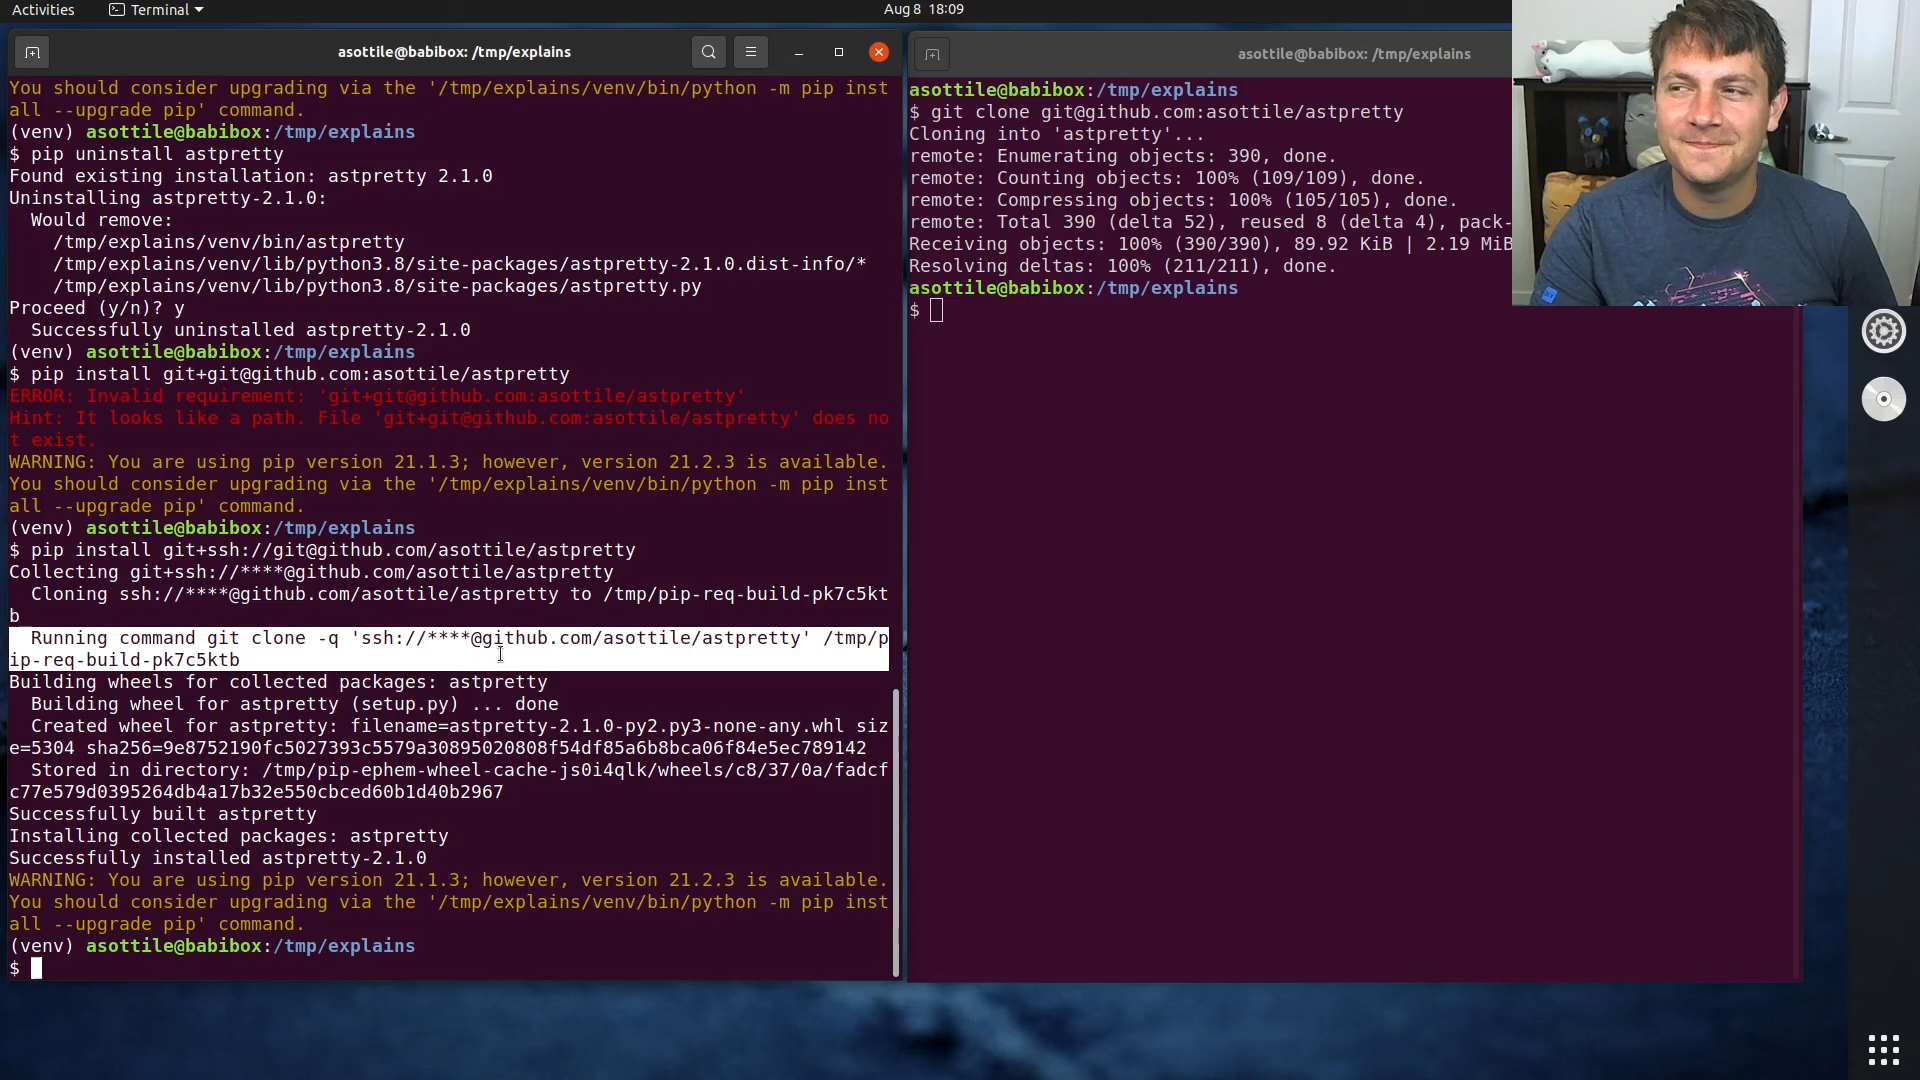 Activities
Terminal
Aug 8 18:09
asottile@babibox: /tmp/explains
You should consider upgrading via the '/tmp/explains/venv/bin/python -m pip inst
all --upgrade pip' command.
(venv) asottile@babibox:/tmp/explains
$ pip uninstall astpretty
Found existing installation: astpretty 2.1.0
Uninstalling astpretty-2.1.0:
  Would remove:
    /tmp/explains/venv/bin/astpretty
    /tmp/explains/venv/lib/python3.8/site-packages/astpretty-2.1.0.dist-info/*
    /tmp/explains/venv/lib/python3.8/site-packages/astpretty.py
Proceed (y/n)? y
  Successfully uninstalled astpretty-2.1.0
(venv) asottile@babibox:/tmp/explains
$ pip install git+git@github.com:asottile/astpretty
ERROR: Invalid requirement: 'git+git@github.com:asottile/astpretty'
Hint: It looks like a path. File 'git+git@github.com:asottile/astpretty' does no
t exist.
WARNING: You are using pip version 21.1.3; however, version 21.2.3 is available.
You should consider upgrading via the '/tmp/explains/venv/bin/python -m pip inst
all --upgrade pip' command.
(venv) asottile@babibox:/tmp/explains
$ pip install git+ssh://git@github.com/asottile/astpretty
Collecting git+ssh://****@github.com/asottile/astpretty
  Cloning ssh://****@github.com/asottile/astpretty to /tmp/pip-req-build-pk7c5kt
b
  Running command git clone -q 'ssh://****@github.com/asottile/astpretty' /tmp/p
ip-req-build-pk7c5ktb
Building wheels for collected packages: astpretty
  Building wheel for astpretty (setup.py) ... done
  Created wheel for astpretty: filename=astpretty-2.1.0-py2.py3-none-any.whl siz
e=5304 sha256=9e8752190fc5027393c5579a30895020808f54df85a6b8bca06f84e5ec789142
  Stored in directory: /tmp/pip-ephem-wheel-cache-js0i4qlk/wheels/c8/37/0a/fadcf
c77e579d0395264db4a17b32e550cbced60b1d40b2967
Successfully built astpretty
Installing collected packages: astpretty
Successfully installed astpretty-2.1.0
WARNING: You are using pip version 21.1.3; however, version 21.2.3 is available.
You should consider upgrading via the '/tmp/explains/venv/bin/python -m pip inst
all --upgrade pip' command.
(venv) asottile@babibox:/tmp/explains
$
asottile@babibox: /tmp/explains
asottile@babibox:/tmp/explains
$ git clone git@github.com:asottile/astpretty
Cloning into 'astpretty'...
remote: Enumerating objects: 390, done.
remote: Counting objects: 100% (109/109), done.
remote: Compressing objects: 100% (105/105), done.
remote: Total 390 (delta 52), reused 8 (delta 4), pack-
Receiving objects: 100% (390/390), 89.92 KiB | 2.19 MiB
Resolving deltas: 100% (211/211), done.
asottile@babibox:/tmp/explains
$